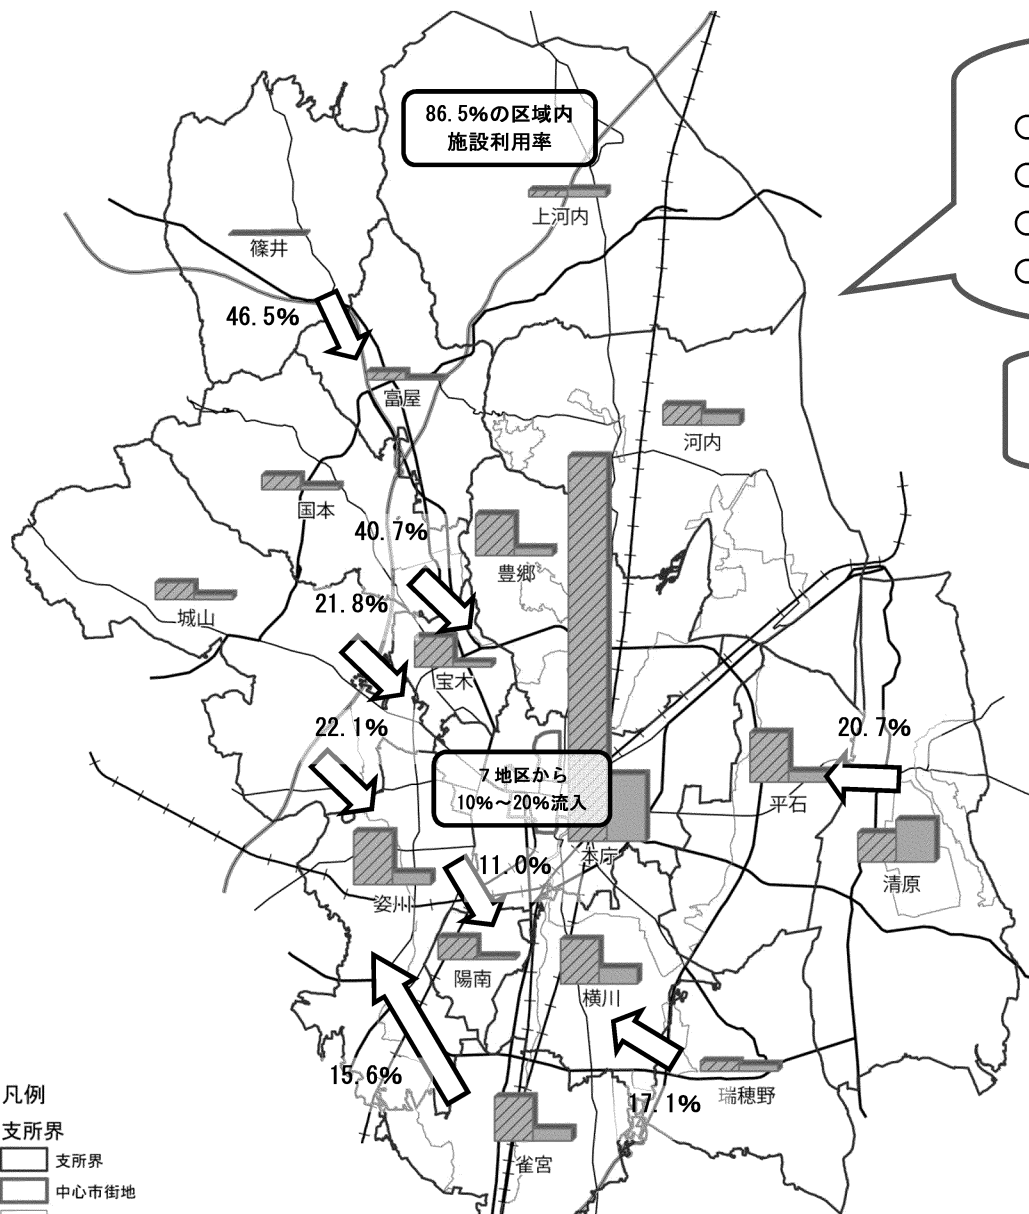 86.5%の区域内
施設利用率
上河内
篠井
46.5%
富屋
河内
国本
40.7%
豊郷
21.8%
城山
宝木
22.1%
20.7%
7地区から
10%～20%流入
平石
本庁
11.0%
清原
姿川
陽南
横川
15.6%
瑞穂野
17.1%
雀宮
凡例
支所界
支所界
中心市街地